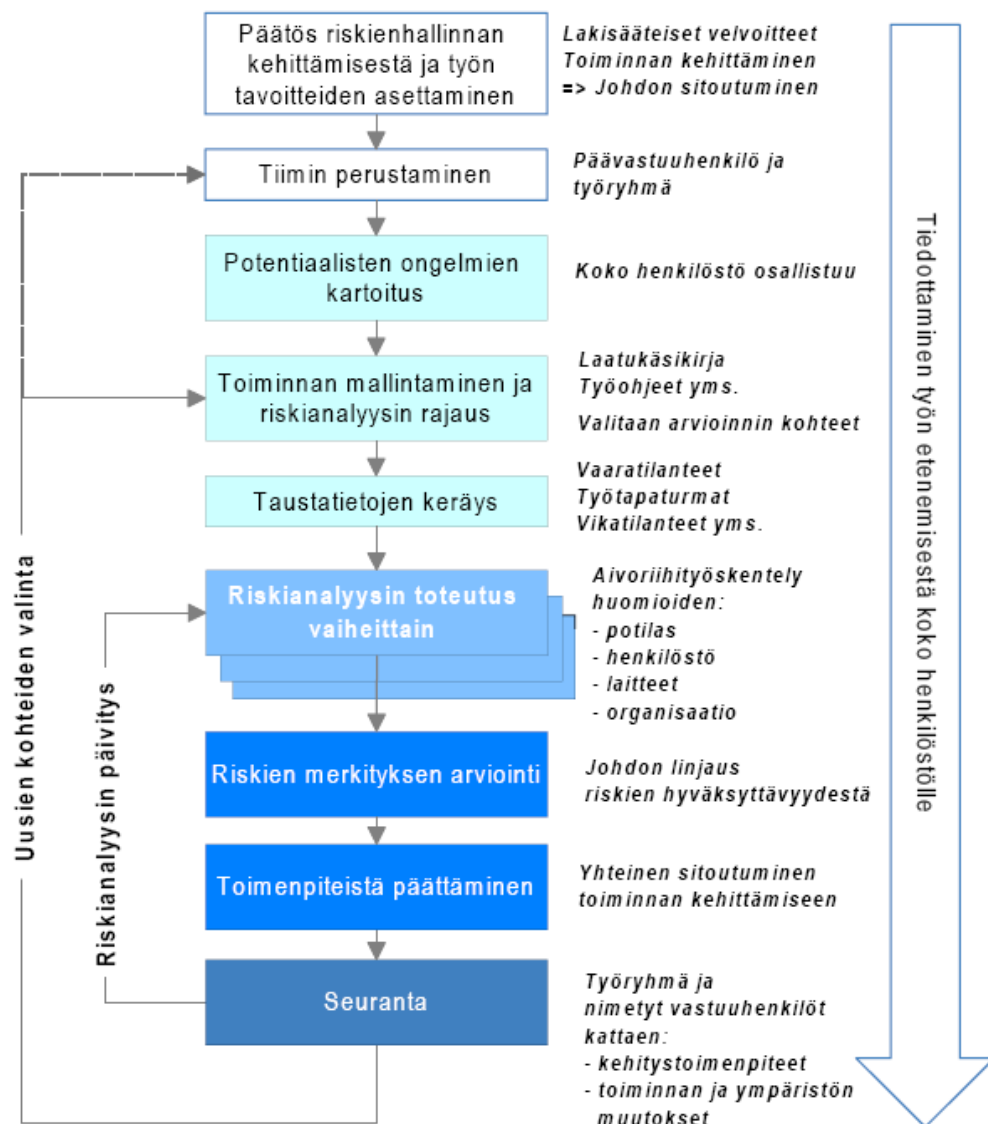 Päätös riskienhallinnan
kehittämisestä ja työn
tavoitteiden asettaminen
Lakisääteiset velvoitteet
Toiminnan kehittäminen
=> Johdon sitoutuminen
Tiimin perustaminen
Päävastuuhenkilö ja
työryhmä
Potentiaalisten ongelmien
kartoitus
Koko henkilöstö osallistuu
Toiminnan mallintaminen ja
riskianalyysin rajaus
Laatukäsikirja
Työohjeet yms.
Valitaan arvioinnin kohteet
Taustatietojen keräys
Vaaratilanteet
Työtapaturmat
Vikatilanteet yms.
Riskianalyysin toteutus
vaiheittain
Aivoriihityöskentely
huomioiden:
- potilas
- henkilöstö
- laitteet
- organisaatio
Riskien merkityksen arviointi
Johdon linjaus
riskien hyväksyttävyydestä
Toimenpiteistä päättäminen
Yhteinen sitoutuminen
toiminnan kehittämiseen
Seuranta
Työryhmä ja
nimetyt vastuuhenkilöt
kattaen:
- kehitystoimenpiteet
- toiminnan ja ympäristön
muutokset
Uusien kohteiden valinta
Riskianalyysin päivitys
Tiedottaminen työn etenemisestä koko henkilöstölle